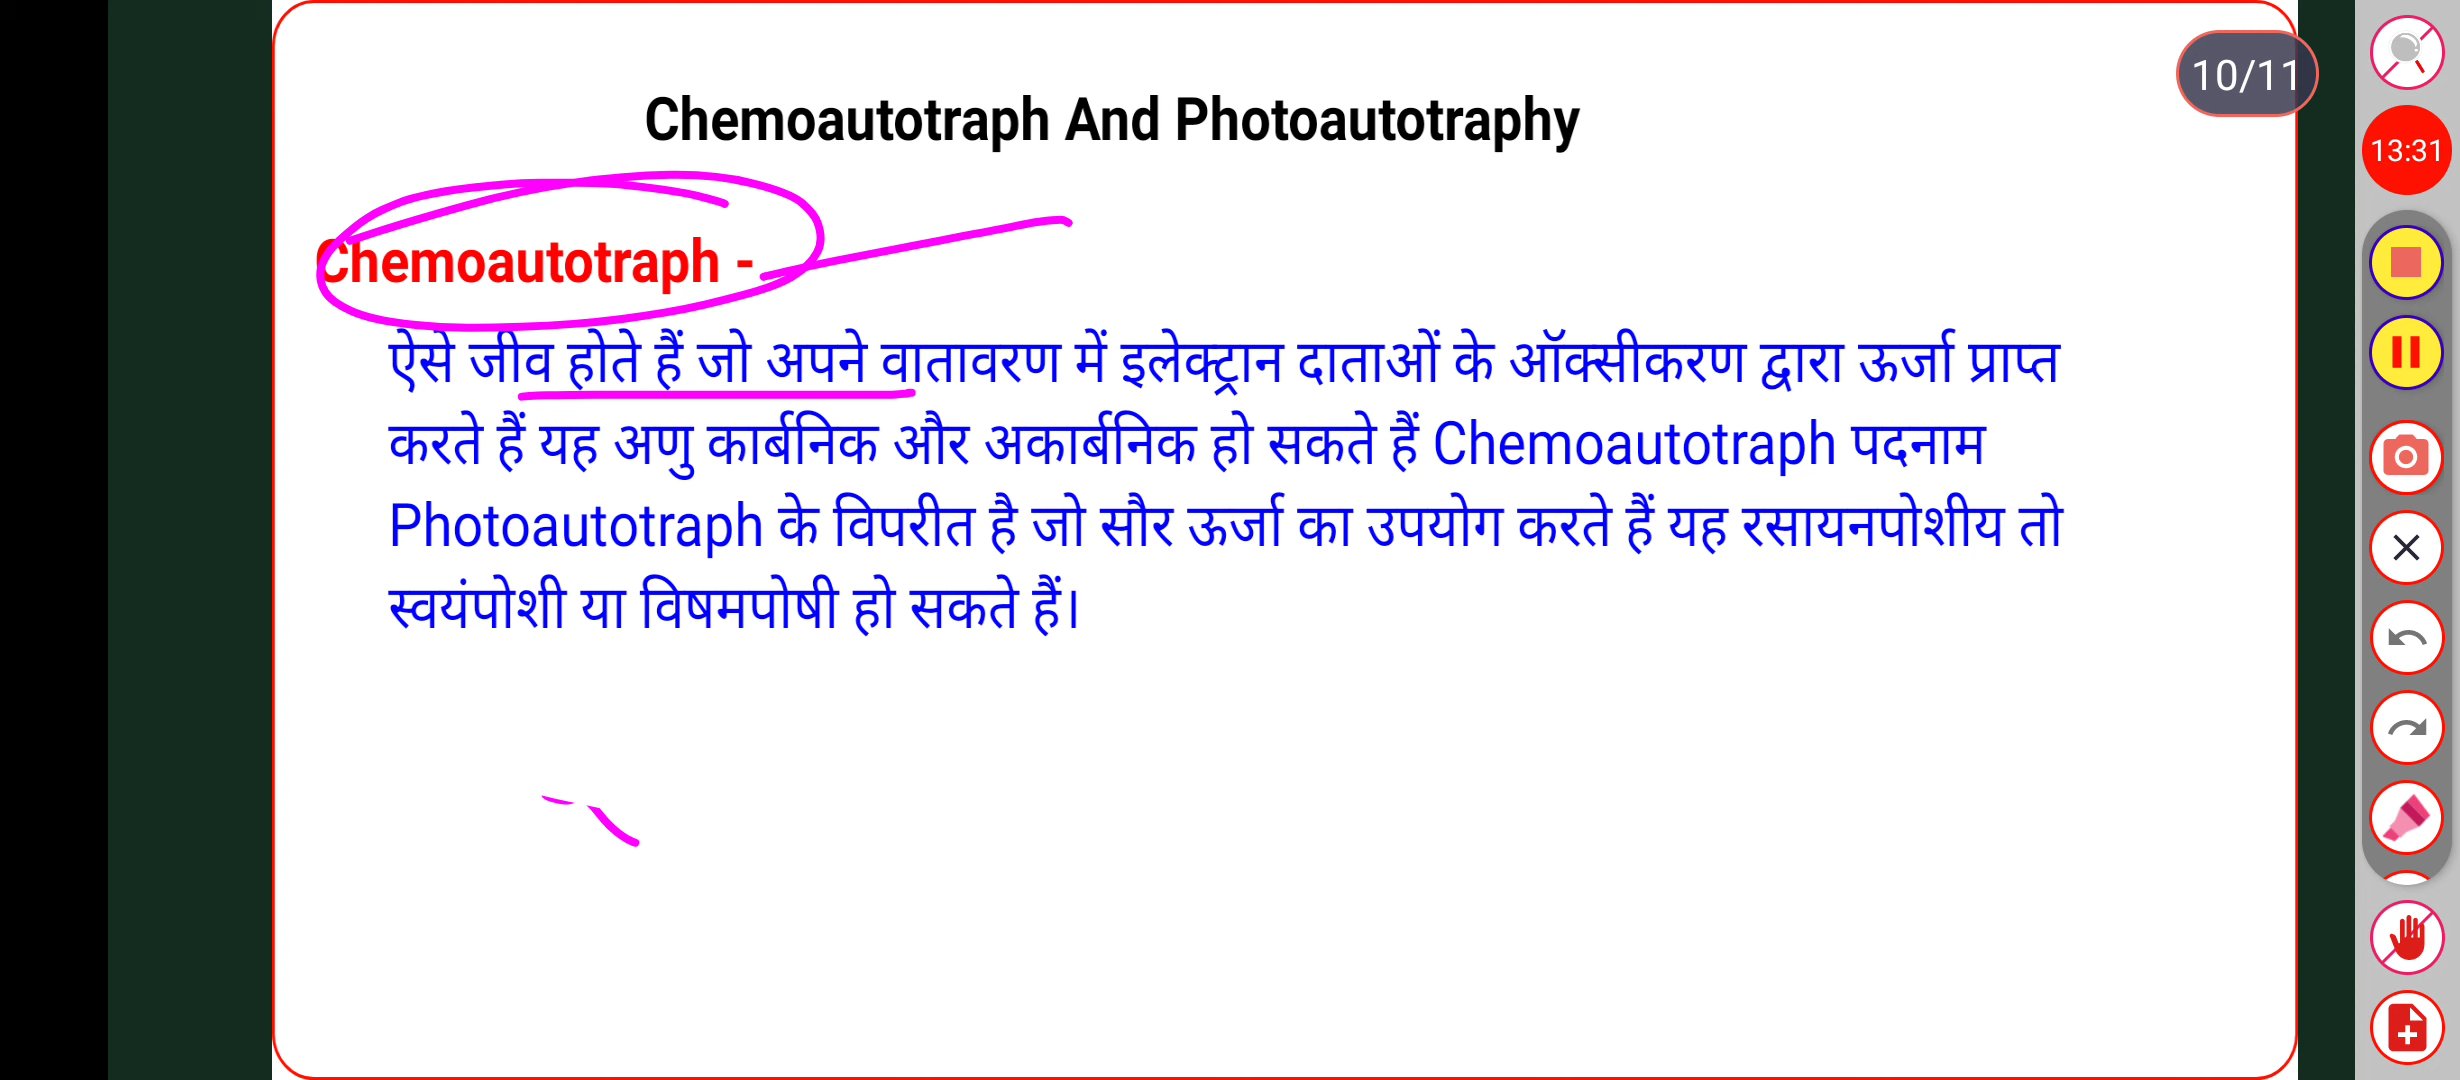 Chemoautotraph And Photoautotraphy
10/11
13:31
Chemoautotraph -
ऐसे जीव होते हैं जो अपने वातावरण में इलेक्ट्रान दाताओं के ऑक्सीकरण द्वारा ऊर्जा प्राप्त
करते हैं यह अणु कार्बनिक और अकार्बनिक हो सकते हैं Chemoautotraph पदनाम
Photoautotraph के विपरीत है जो सौर ऊर्जा का उपयोग करते हैं यह रसायनपोशीय तो
स्वयंपोशी या विषमपोषी हो सकते हैं।